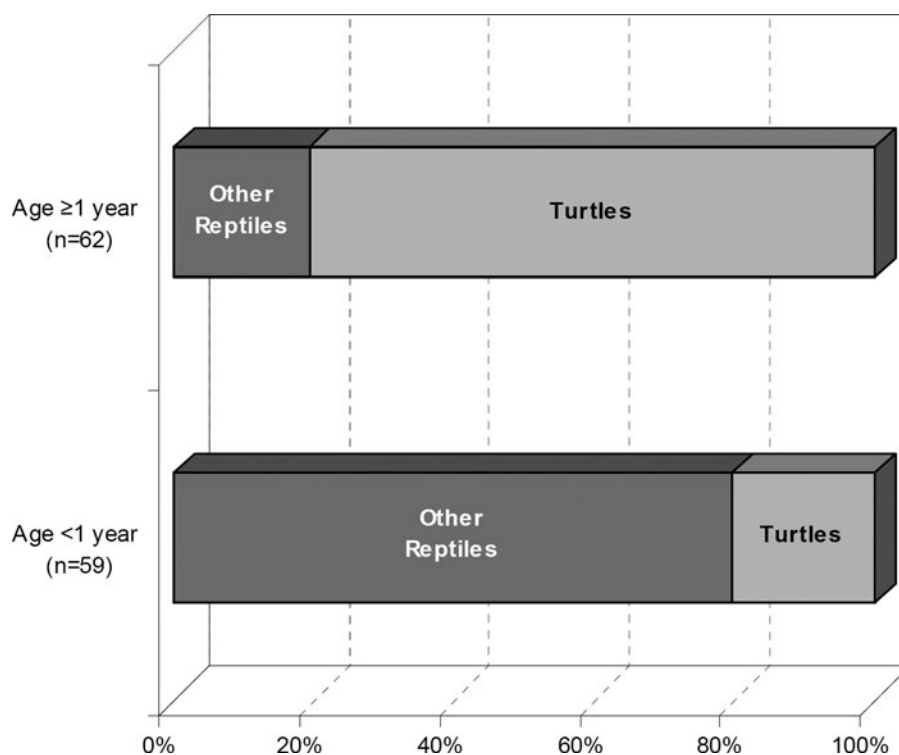 Age ≥1 year
(n=62)
Other
Reptiles
Turtles
Age <1 year
(n=59)
Other
Reptiles
Turtles
0%
20%
40%
60%
80%
100%